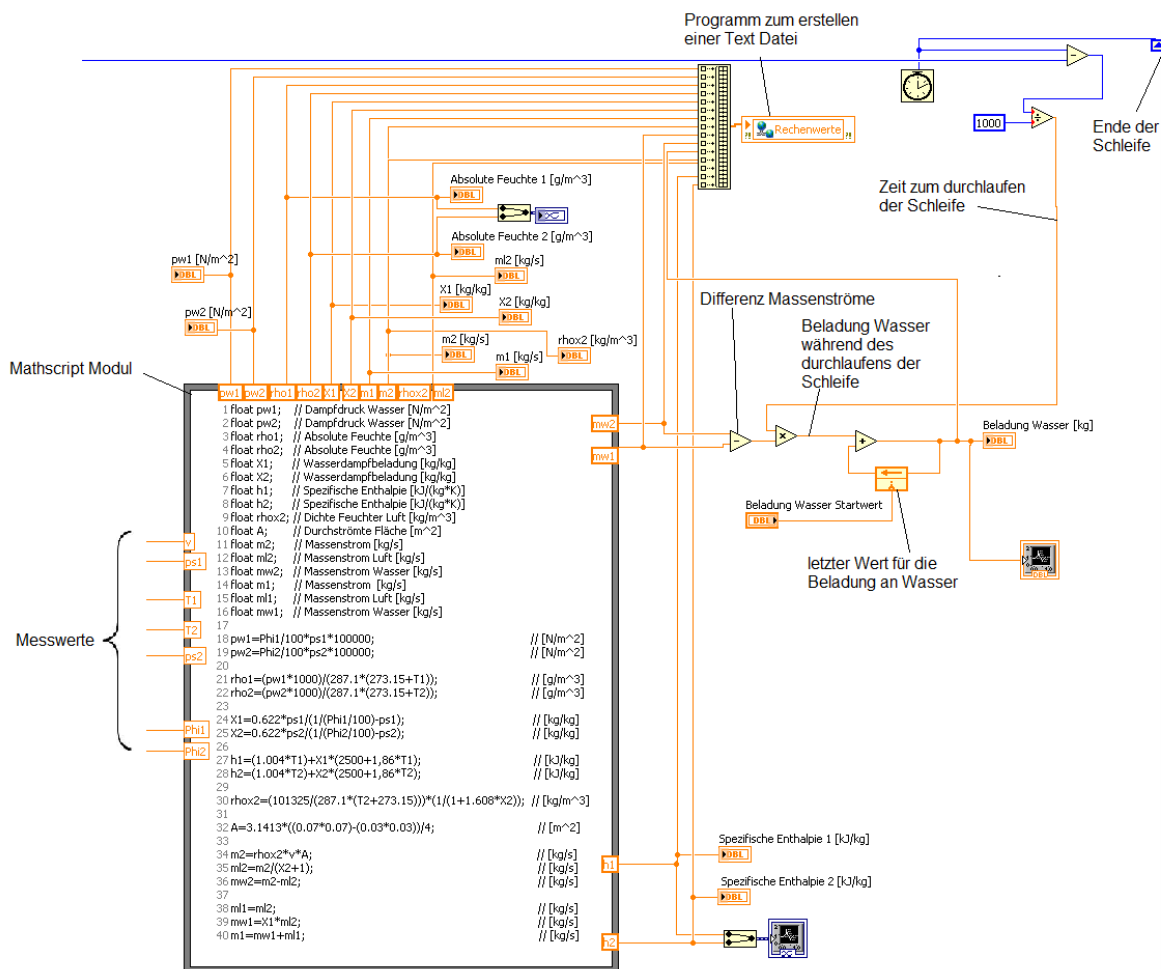 Programm zum erstellen
einer Text Datei
1000
Ende der
Schleife
Rechenwerte
Zeit zum durchlaufen
der Schleife
Absolute Feuchte 1 [g/m^3]
DBL
Absolute Feuchte 2 [g/m^3]
DBL
pw1 [N/m^2]
DBL
ml2 [kg/s]
DBL
X1 [kg/kg]
DBL
X2 [kg/kg]
DBL
pw2 [N/m^2]
DBL
m2 [kg/s]
DBL
rhox2 [kg/m^3]
DBL
m1 [kg/s]
DBL
Differenz Massenströme
Beladung Wasser
während des
durchlaufens der
Schleife
Mathscript Modul
pw1 pw2 rho1 rho2 X1 X2 m1 m2 rhox2 ml2
1 float pw1; // Dampfdruck Wasser [N/m^2]
2 float pw2; // Dampfdruck Wasser [N/m^2]
3 float rho1; // Absolute Feuchte [g/m^3]
4 float rho2; // Absolute Feuchte [g/m^3]
5 float X1; // Wasserdampfbeladung [kg/kg]
6 float X2; // Wasserdampfbeladung [kg/kg]
7 float h1; // Spezifische Enthalpie [kJ/(kg*K)]
8 float h2; // Spezifische Enthalpie [kJ/(kg*K)]
9 float rhox2; // Dichte Feuchter Luft [kg/m^3]
10 float A; // Durchströmte Fläche [m^2]
11 float m2; // Massenstrom [kg/s]
12 float ml2; // Massenstrom Luft [kg/s]
13 float mw2; // Massenstrom Wasser [kg/s]
14 float m1; // Massenstrom [kg/s]
15 float ml1; // Massenstrom Luft [kg/s]
16 float mw1; // Massenstrom Wasser [kg/s]
17
18 pw1=Phi1/100*ps1*100000; // [N/m^2]
19 pw2=Phi2/100*ps2*100000; // [N/m^2]
20
21 rho1=(pw1*1000)/(287.1*(273.15+T1)); // [g/m^3]
22 rho2=(pw2*1000)/(287.1*(273.15+T2)); // [g/m^3]
23
24 X1=0.622*ps1/(1/(Phi1/100)-ps1); // [kg/kg]
25 X2=0.622*ps2/(1/(Phi2/100)-ps2); // [kg/kg]
26
27 h1=(1.004*T1)+X1*(2500+1,86*T1); // [kJ/kg]
28 h2=(1.004*T2)+X2*(2500+1,86*T2); // [kJ/kg]
29
30 rhox2=(101325/(287.1*(T2+273.15)))*(1/(1+1.608*X2)); // [kg/m^3]
31
32 A=3.1413*((0.07*0.07)-(0.03*0.03))/4; // [m^2]
33
34 m2=rhox2*v*A; // [kg/s]
35 ml2=m2/(X2+1); // [kg/s]
36 mw2=m2-ml2; // [kg/s]
37
38 ml1=ml2; // [kg/s]
39 mw1=X1*ml2; // [kg/s]
40 m1=mw1+ml1; // [kg/s]
Messwerte
v
ps1
T1
T2
ps2
Phi1
Phi2
mw2
mw1
h1
h2
Beladung Wasser [kg]
DBL
Beladung Wasser Startwert
DBL
letzter Wert für die
Beladung an Wasser
DBL
Spezifische Enthalpie 1 [kJ/kg]
DBL
Spezifische Enthalpie 2 [kJ/kg]
DBL